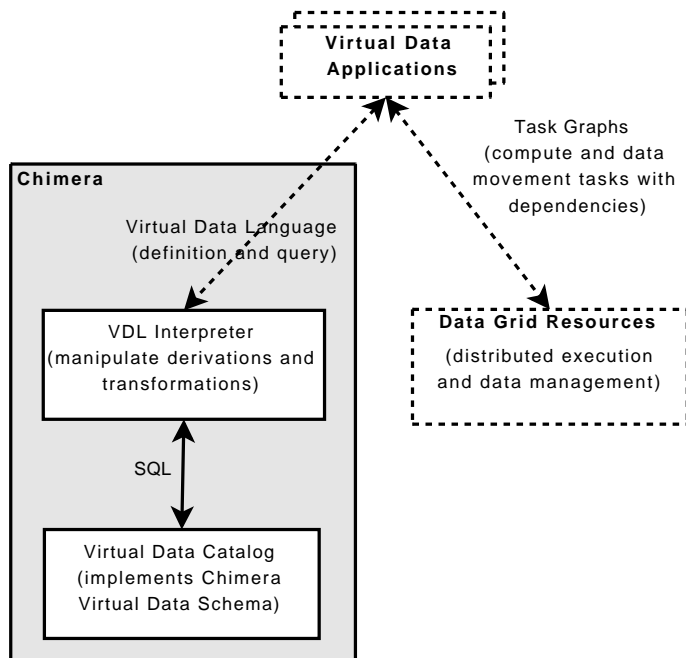 Virtual Data
Applications
Task Graphs
(compute and data
movement tasks with
dependencies)
Chimera
Virtual Data Language
(definition and query)
VDL Interpreter
(manipulate derivations and
transformations)
Data Grid Resources
(distributed execution
and data management)
SQL
Virtual Data Catalog
(implements Chimera
Virtual Data Schema)